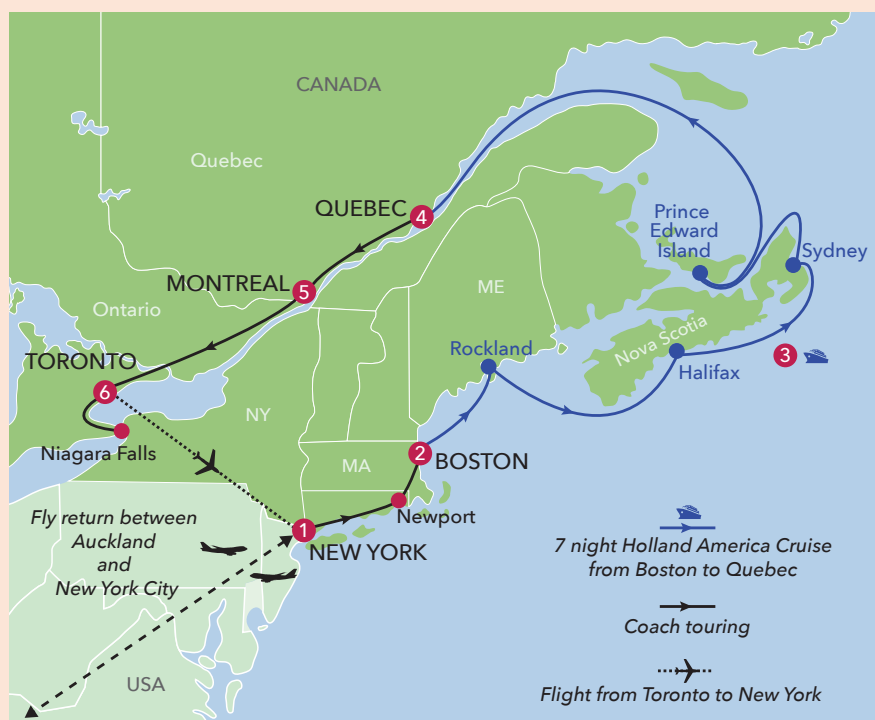 CANADA
Quebec
QUEBEC
4
Prince
Edward
Island
Sydney
MONTREAL
5
ME
Ontario
Nova Scotia
Rockland
3
TORONTO
Halifax
6
NY
Niagara Falls
MA
2
BOSTON
Fly return between
Auckland
and
New York City
Newport
1
NEW YORK
7 night Holland America Cruise
from Boston to Quebec
Coach touring
USA
Flight from Toronto to New York